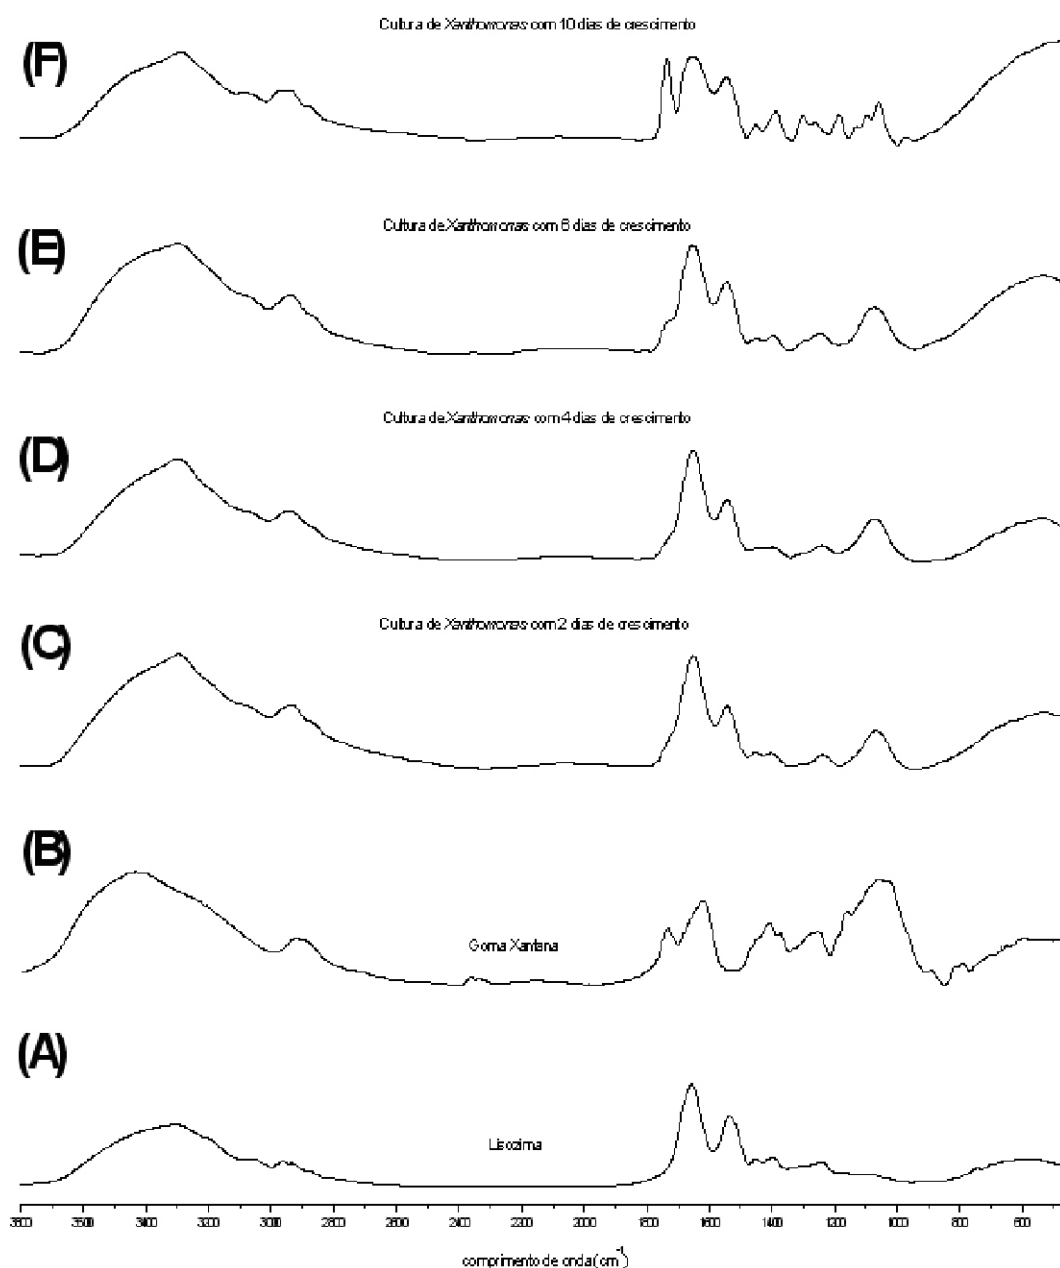 Cultura de Xanthomonas com 10 dias de crescimento
(F)
Cultura de Xanthomonas com 6 dias de crescimento
(E)
Cultura de Xanthomonas com 4 dias de crescimento
(D)
Cultura de Xanthomonas com 2 dias de crescimento
(C)
(B)
Goma Xantana
(A)
Lisozima
3800 3600 3400 3200 3000 2800 2600 2400 2200 2000 1800 1600 1400 1200 1000 800 600
comprimento de onda (cm⁻¹)